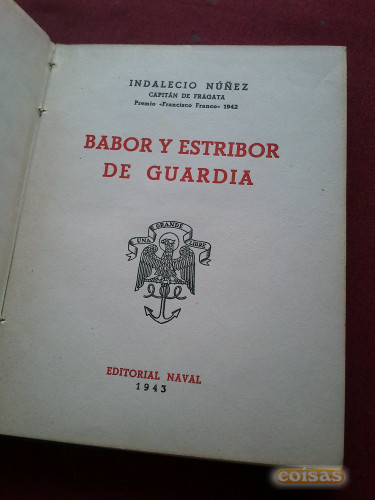 INDALECIO NÚÑEZ
CAPITÁN DE FRAGATA
Premio «Francisco Franco» 1942
BABOR Y ESTRIBOR
DE GUARDIA
UNA GRANDE LIBRE
EDITORIAL NAVAL
1943
coisas